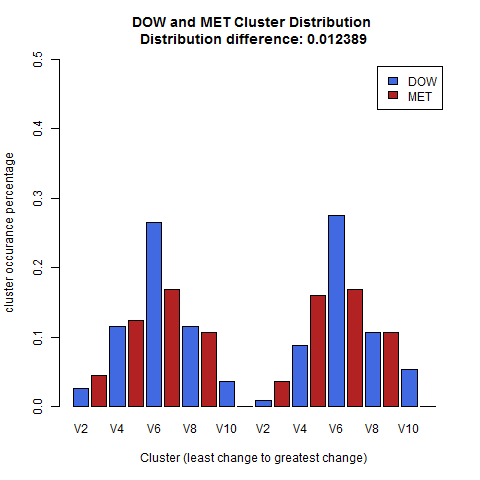 DOW and MET Cluster Distribution
Distribution difference: 0.012389
DOW
MET
cluster occurance percentage
0.5
0.4
0.3
0.2
0.1
0.0
V2 V4 V6 V8 V10 V2 V4 V6 V8 V10
Cluster (least change to greatest change)